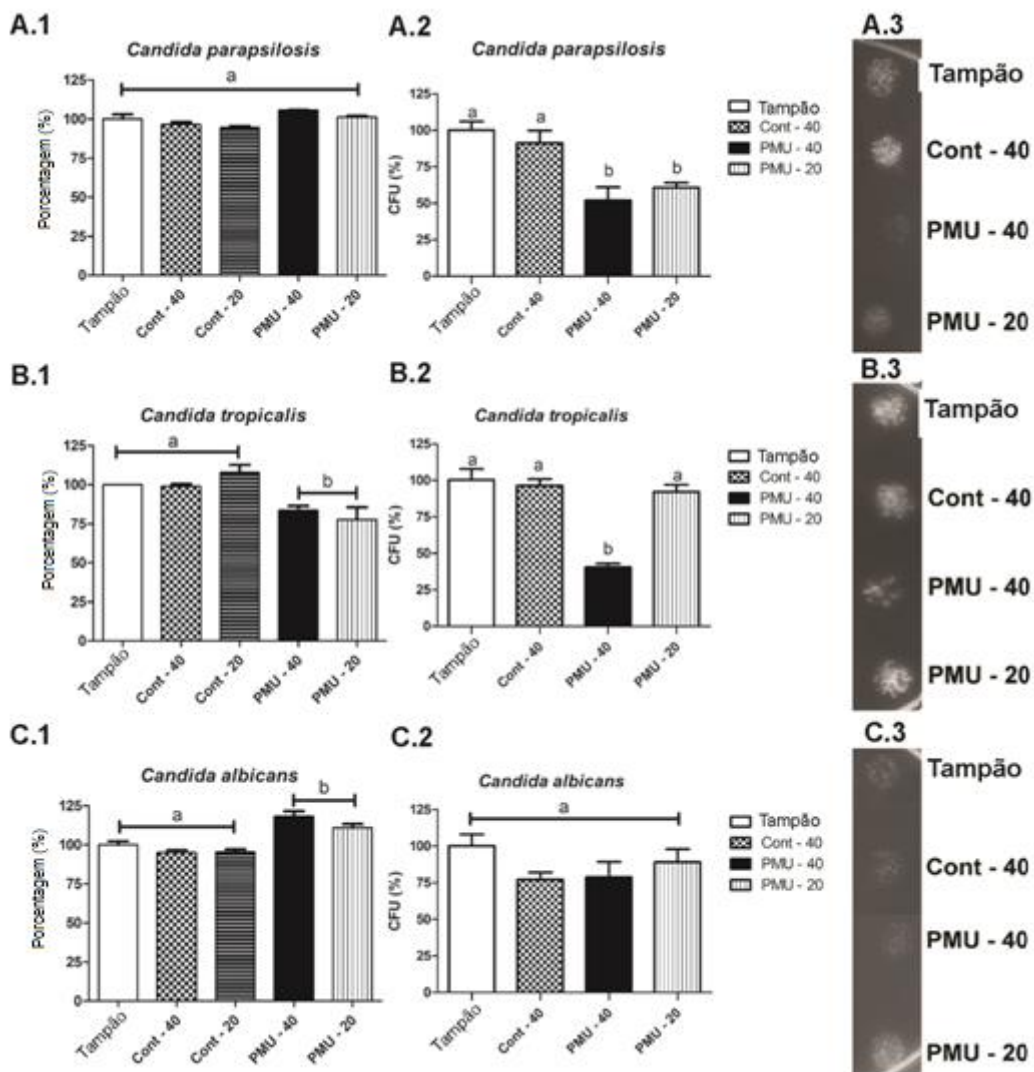 A.1
Candida parapsilosis
a
Porcentagem (%)
125
100
75
50
25
0
Tampão
Cont - 40
Cont - 20
PMU - 40
PMU - 20
A.2
Candida parapsilosis
CFU (%)
125
100
75
50
25
0
a
a
b
b
Tampão
Cont - 40
PMU - 40
PMU - 20
Tampão
Cont - 40
PMU - 40
PMU - 20
A.3
Tampão
Cont - 40
PMU - 40
PMU - 20
B.1
Candida tropicalis
a
b
Porcentagem (%)
125
100
75
50
25
0
Tampão
Cont - 40
Cont - 20
PMU - 40
PMU - 20
B.2
Candida tropicalis
CFU (%)
125
100
75
50
25
0
a
a
b
a
Tampão
Cont - 40
PMU - 40
PMU - 20
Tampão
Cont - 40
PMU - 40
PMU - 20
B.3
Tampão
Cont - 40
PMU - 40
PMU - 20
C.1
Candida albicans
a
b
Porcentagem (%)
125
100
75
50
25
0
Tampão
Cont - 40
Cont - 20
PMU - 40
PMU - 20
C.2
Candida albicans
a
CFU (%)
125
100
75
50
25
0
Tampão
Cont - 40
PMU - 40
PMU - 20
Tampão
Cont - 40
PMU - 40
PMU - 20
C.3
Tampão
Cont - 40
PMU - 40
PMU - 20